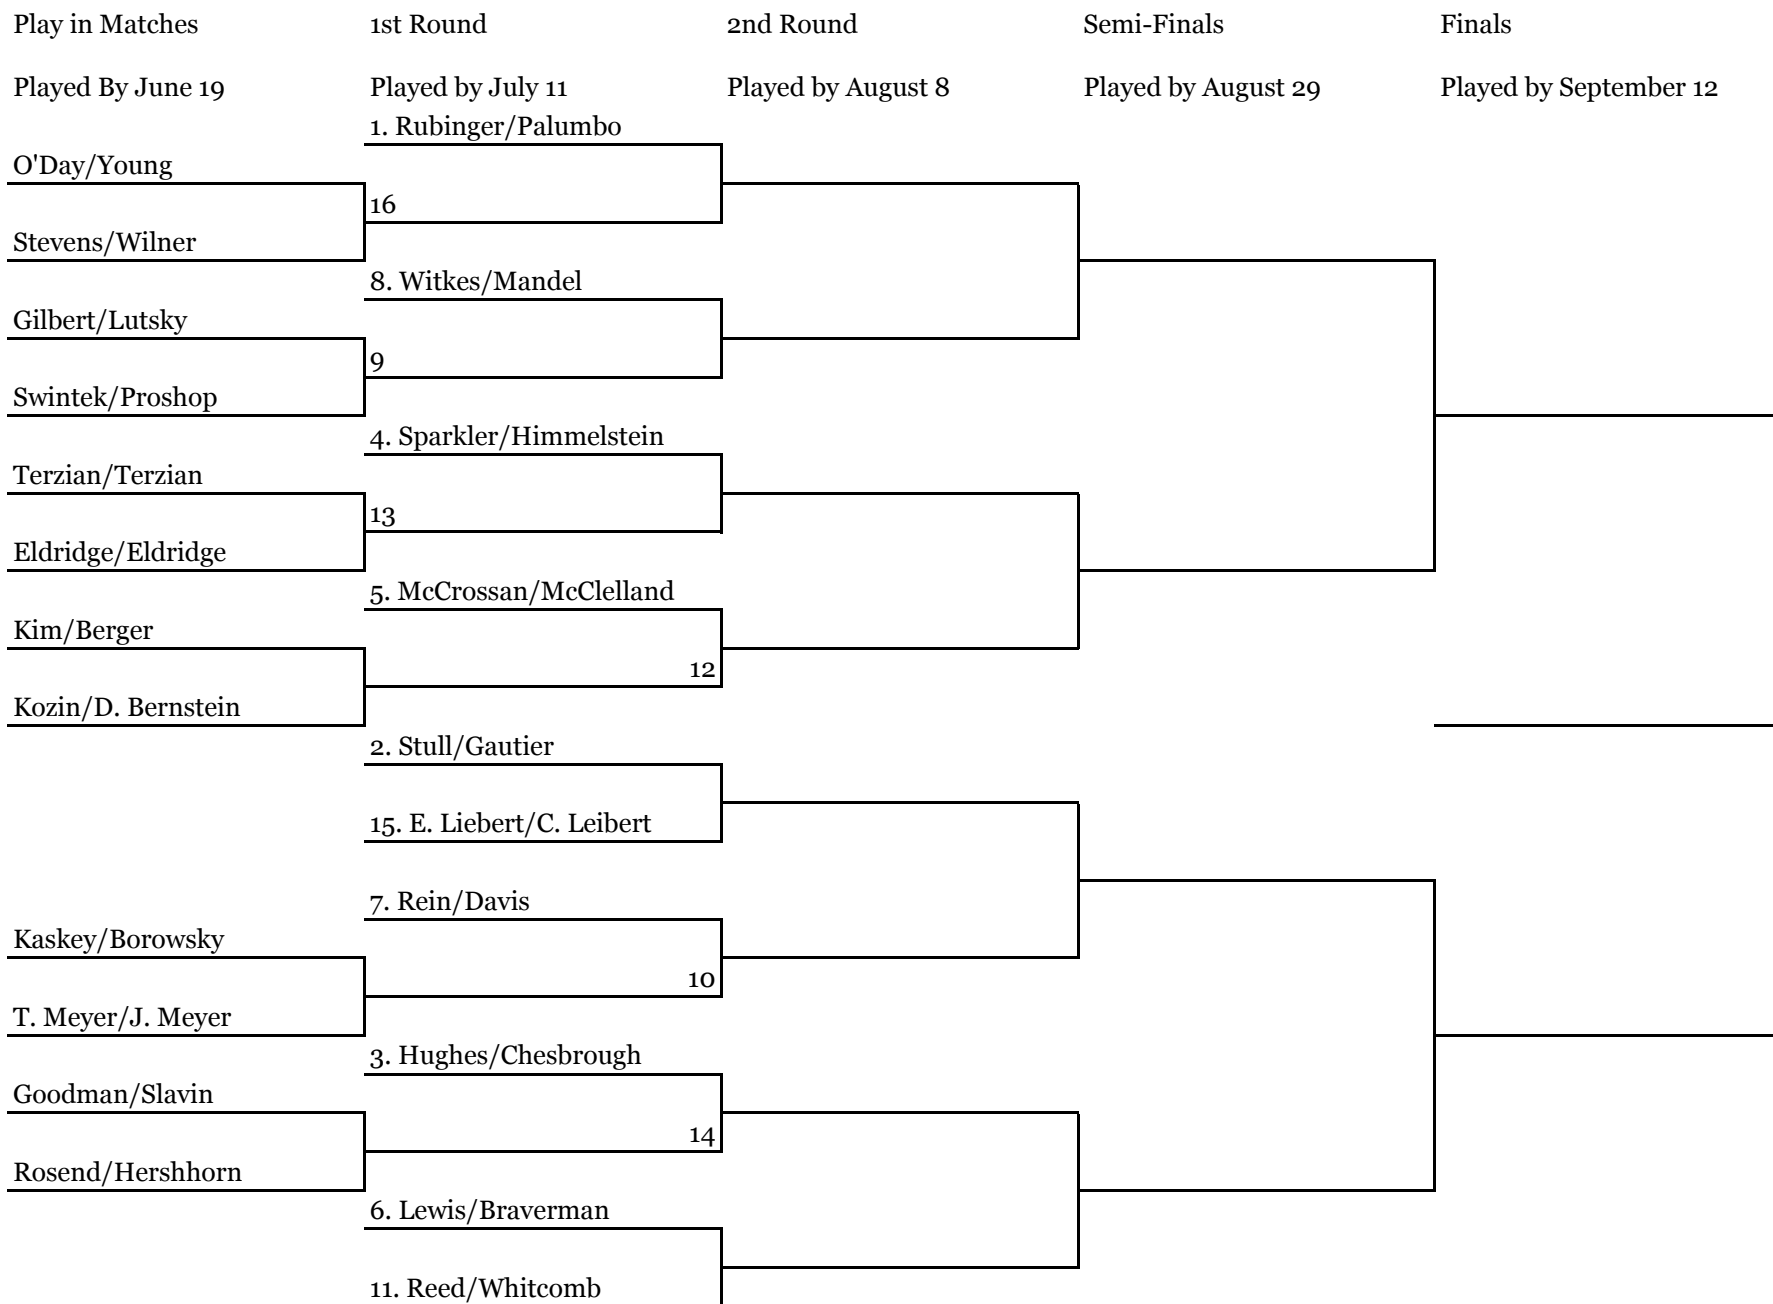 Play in Matches 1st Round 2nd Round Semi-Finals Finals
Played By June 19 Played by July 11 Played by August 8 Played by August 29 Played by September 12
1. Rubinger/Palumbo
O'Day/Young
16
Stevens/Wilner
8. Witkes/Mandel
Gilbert/Lutsky
9
Swintek/Proshop
4. Sparkler/Himmelstein
Terzian/Terzian
13
Eldridge/Eldridge
5. McCrossan/McClelland
Kim/Berger
12
Kozin/D. Bernstein
2. Stull/Gautier
15. E. Liebert/C. Leibert
7. Rein/Davis
Kaskey/Borowsky
10
T. Meyer/J. Meyer
3. Hughes/Chesbrough
Goodman/Slavin
14
Rosend/Hershhorn
6. Lewis/Braverman
11. Reed/Whitcomb